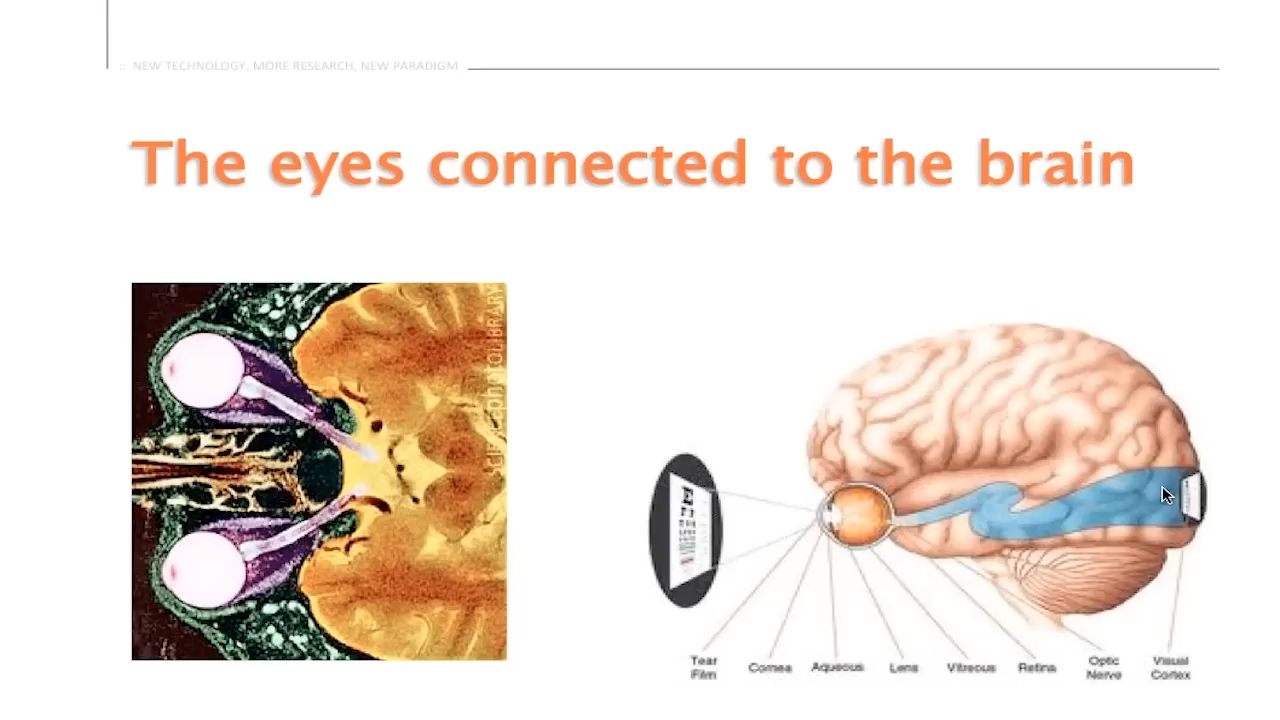 :: NEW TECHNOLOGY, MORE RESEARCH, NEW PARADIGM
The eyes connected to the brain
SCIENCEPHOTOLIBRARY
E
Tear Film
Cornea
Aqueous
Lens
Vitreous
Retina
Optic Nerve
Visual Cortex